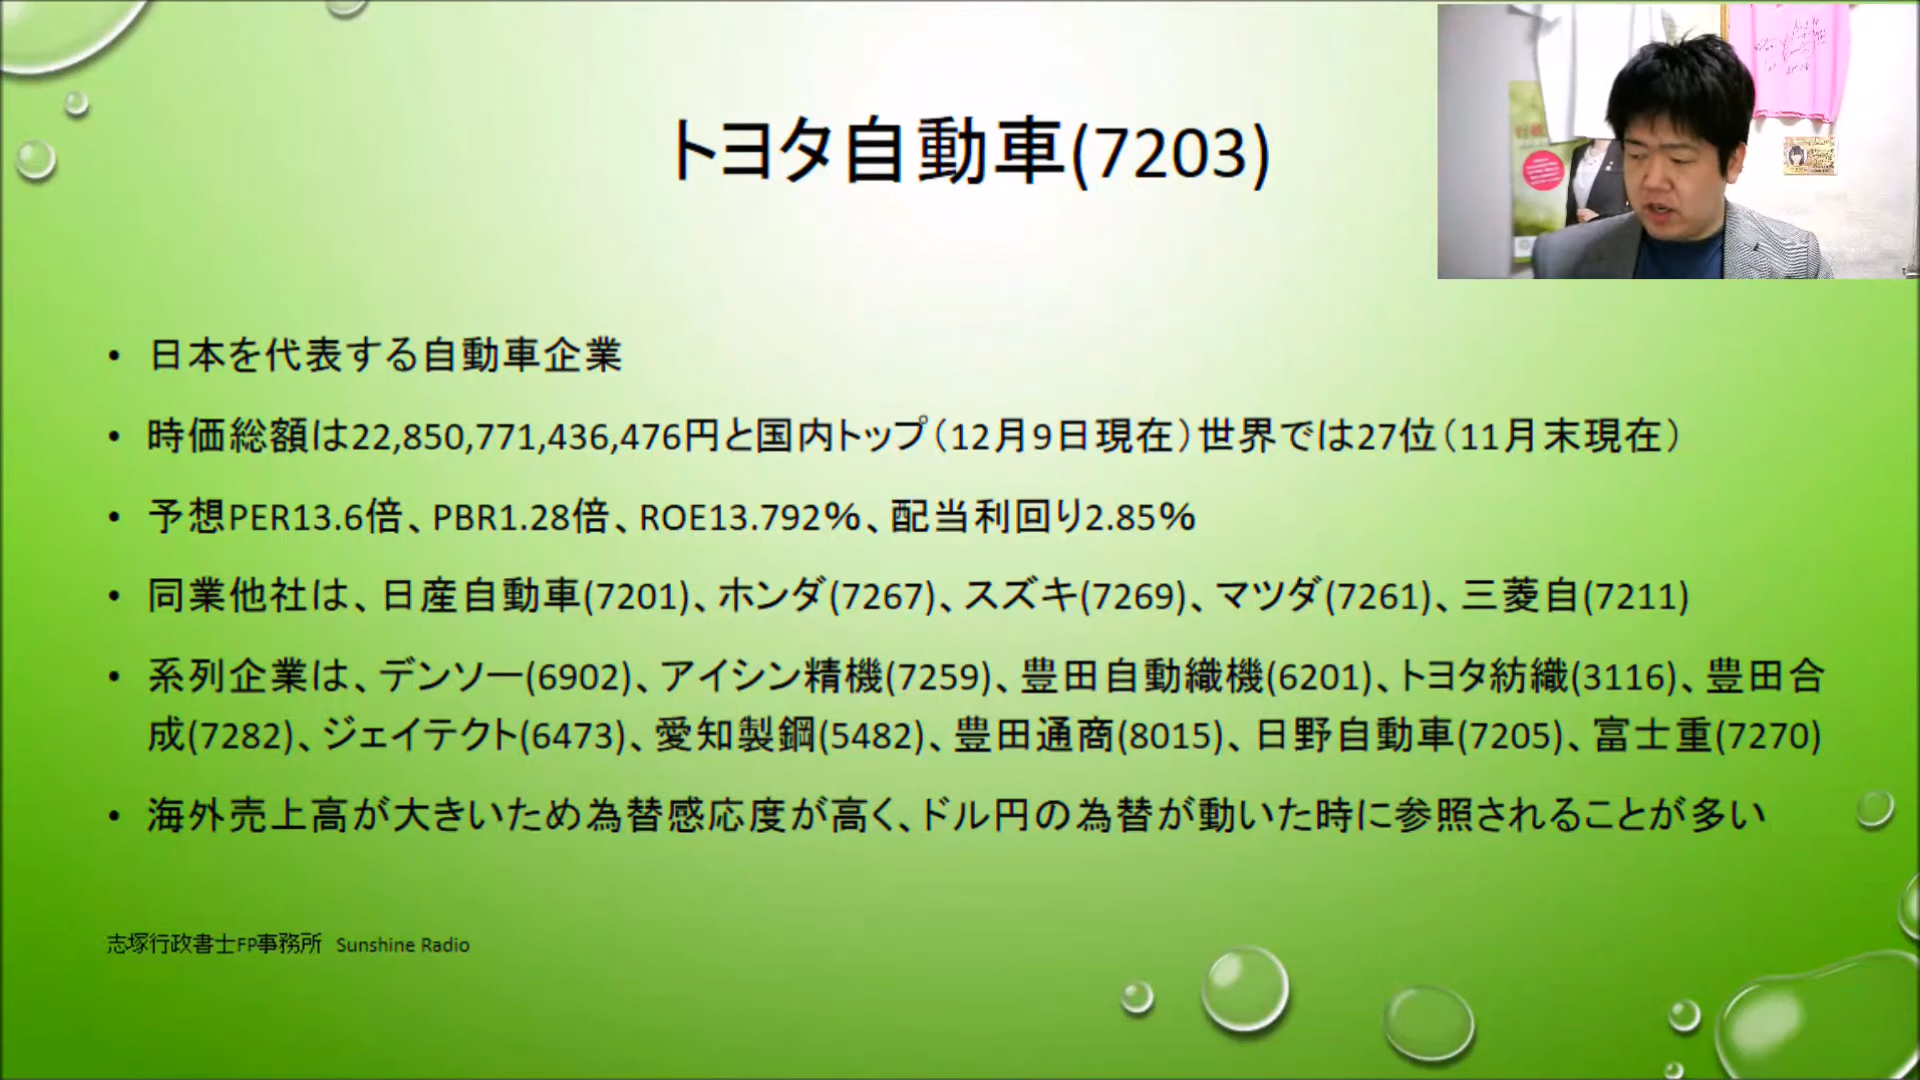 トヨタ自動車(7203)
• 日本を代表する自動車企業
• 時価総額は22,850,771,436,476円と国内トップ（12月9日現在）世界では27位（11月末現在）
• 予想PER13.6倍、PBR1.28倍、ROE13.792%、配当利回り2.85%
• 同業他社は、日産自動車(7201)、ホンダ(7267)、スズキ(7269)、マツダ(7261)、三菱自(7211)
• 系列企業は、デンソー(6902)、アイシン精機(7259)、豊田自動織機(6201)、トヨタ紡織(3116)、豊田合
成(7282)、ジェイテクト(6473)、愛知製鋼(5482)、豊田通商(8015)、日野自動車(7205)、富士重(7270)
• 海外売上高が大きいため為替感応度が高く、ドル円の為替が動いた時に参照されることが多い
志塚行政書士FP事務所 Sunshine Radio